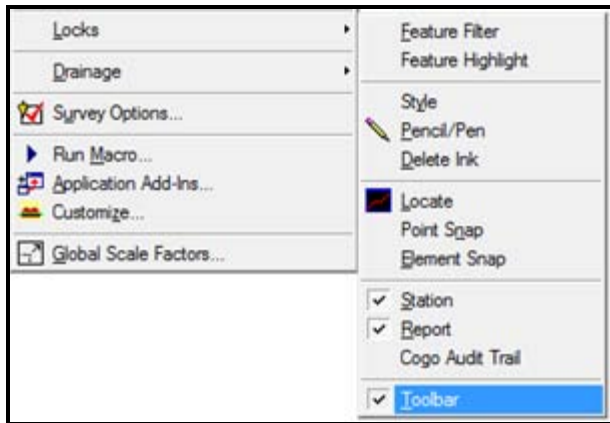 Locks
Drainage
Survey Options...
Run Macro...
Application Add-Ins...
Customize...
Global Scale Factors...
Feature Filter
Feature Highlight
Style
Pencil/Pen
Delete Ink
Locate
Point Snap
Element Snap
Station
Report
Cogo Audit Trail
Toolbar